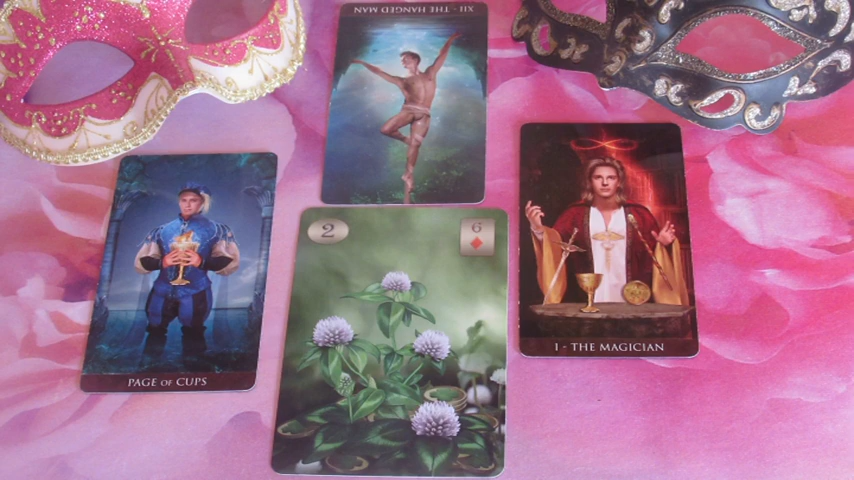 XII - THE HANGED MAN
PAGE OF CUPS
2
6
I - THE MAGICIAN